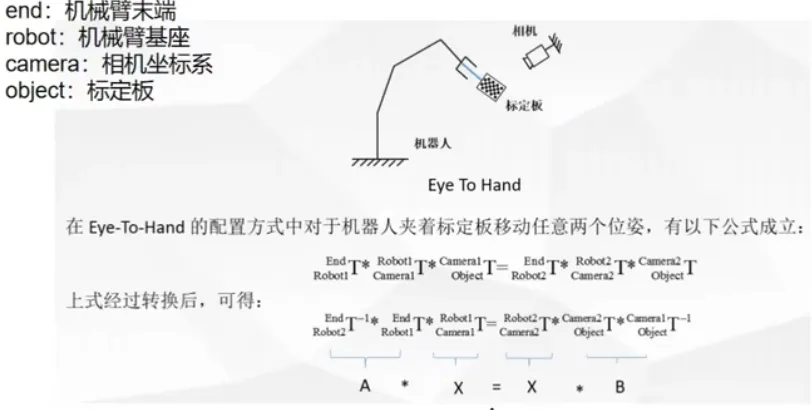 end：机械臂末端
robot：机械臂基座
camera：相机坐标系
object：标定板
相机
标定板
机器人
Eye To Hand
在 Eye-To-Hand 的配置方式中对于机器人夹着标定板移动任意两个位姿，有以下公式成立：
End Robot1 T* Robot1 Camera1 T* Camera1 Object T= End Robot2 T* Robot2 Camera2 T* Camera2 Object T
上式经过转换后，可得：
End Robot2 T⁻¹* End Robot1 T* Robot1 Camera1 T= Robot2 Camera2 T* Camera2 Object T* Camera1 Object T⁻¹
A * X = X * B